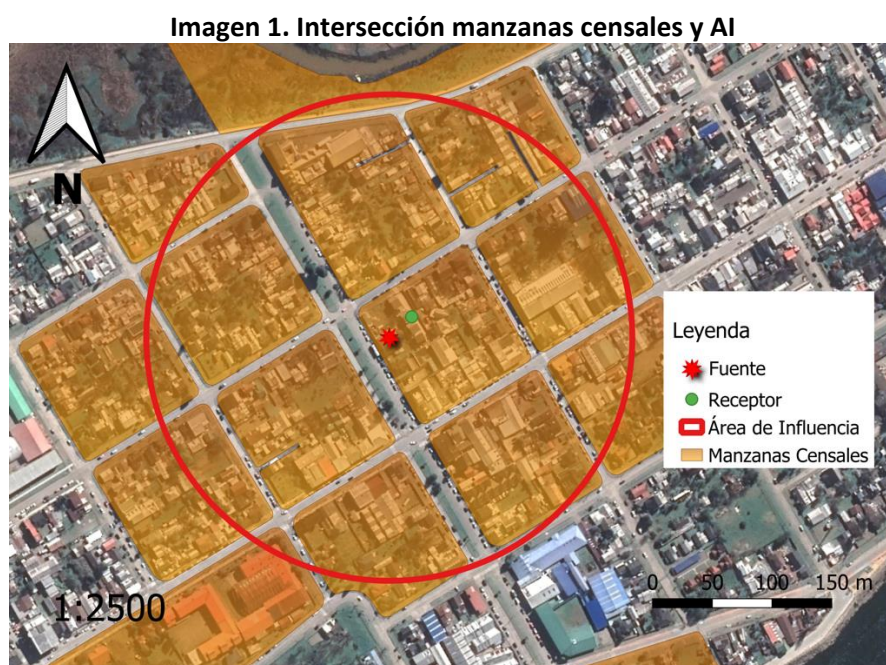 Imagen 1. Intersección manzanas censales y AI
N
Leyenda
Fuente
Receptor
Área de Influencia
Manzanas Censales
1:2500
0 50 100 150 m